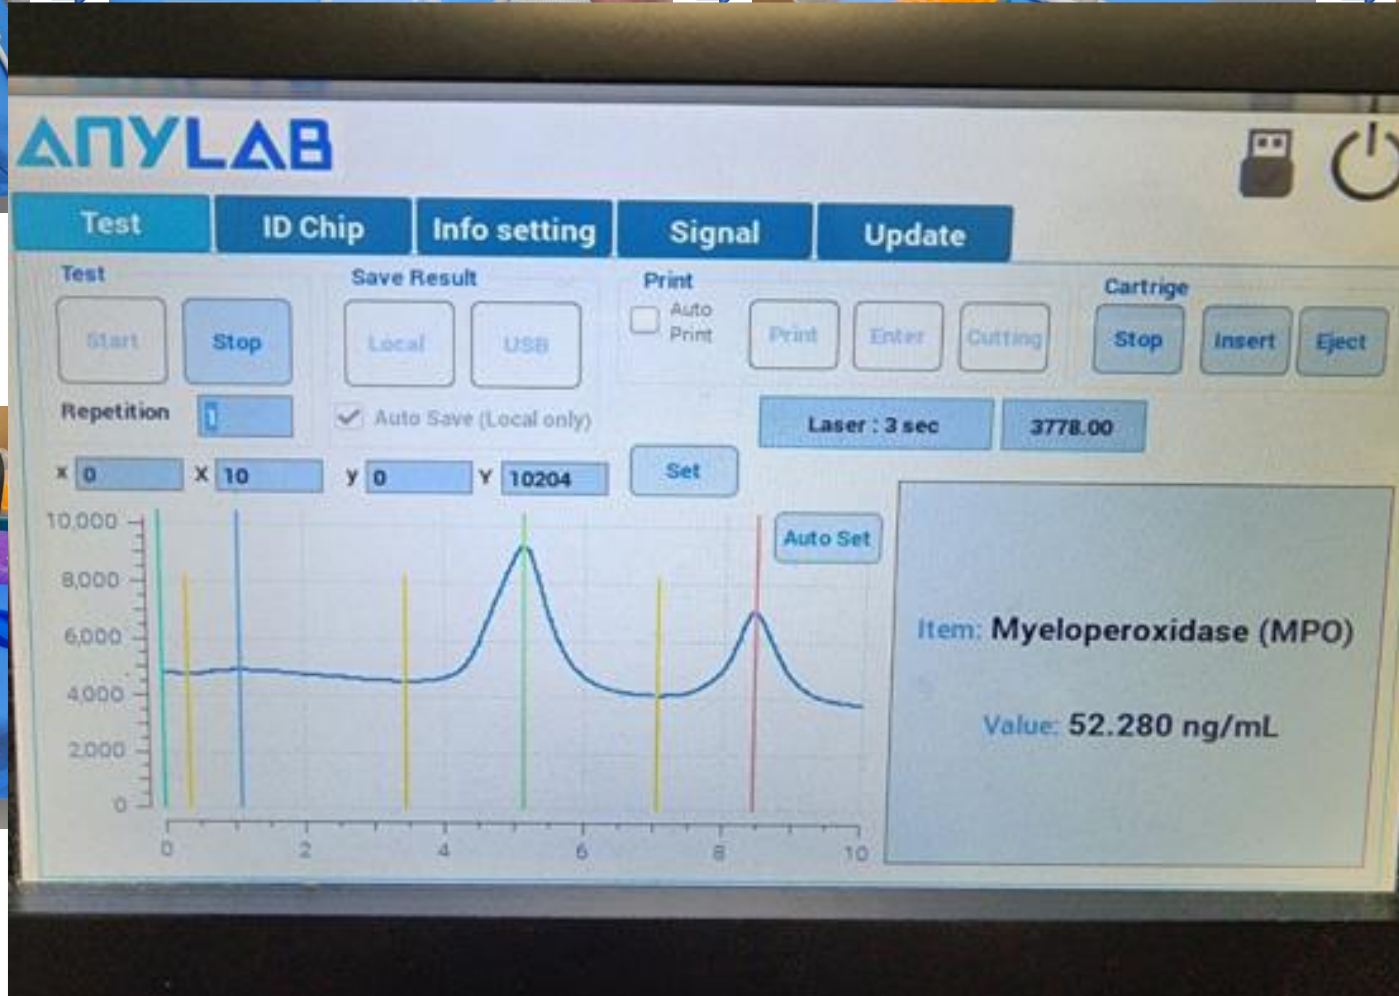 ANYLAB
Test ID Chip Info setting Signal Update
Test Save Result Print Cartrige
Start Stop Local USB Auto Print Print Enter Cutting Stop Insert Eject
Repetition 1 Auto Save (Local only) Laser : 3 sec 3778.00
x 0 X 10 y 0 Y 10204 Set
Auto Set
10,000
8,000
6,000
4,000
2,000
0
0 2 4 6 8 10
Item: Myeloperoxidase (MPO)
Value: 52.280 ng/mL